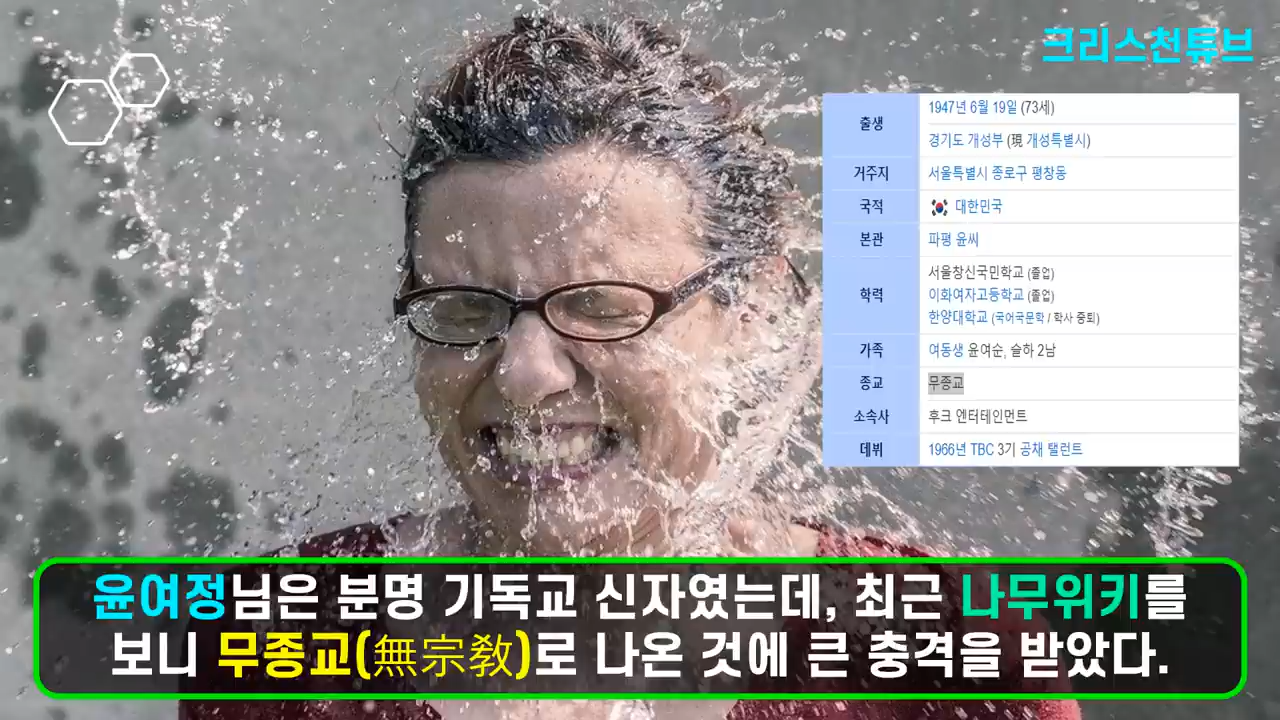 크리스천튜브
출생
1947년 6월 19일 (73세)
경기도 개성부 (現 개성특별시)
거주지
서울특별시 종로구 평창동
국적
대한민국
본관
파평 윤씨
학력
서울창신국민학교 (졸업)
이화여자고등학교 (졸업)
한양대학교 (국어국문학 / 학사 중퇴)
가족
여동생 윤여순, 슬하 2남
종교
무종교
소속사
후크 엔터테인먼트
데뷔
1966년 TBC 3기 공채 탤런트
윤여정님은 분명 기독교 신자였는데, 최근 나무위키를
보니 무종교(無宗敎)로 나온 것에 큰 충격을 받았다.